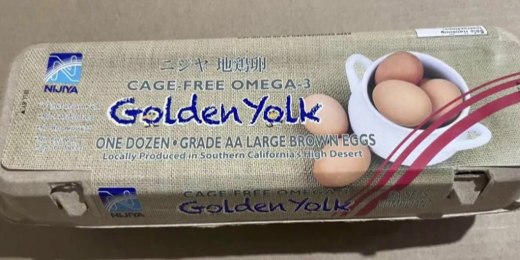 NIJIYA
ニジヤ 地鶏卵
CAGE-FREE OMEGA-3
Golden Yolk
ONE DOZEN • GRADE AA LARGE BROWN EGGS
Locally Produced in Southern California's High Desert
NIJIYA
CAGE FREE OMEGA
Golden Yolk